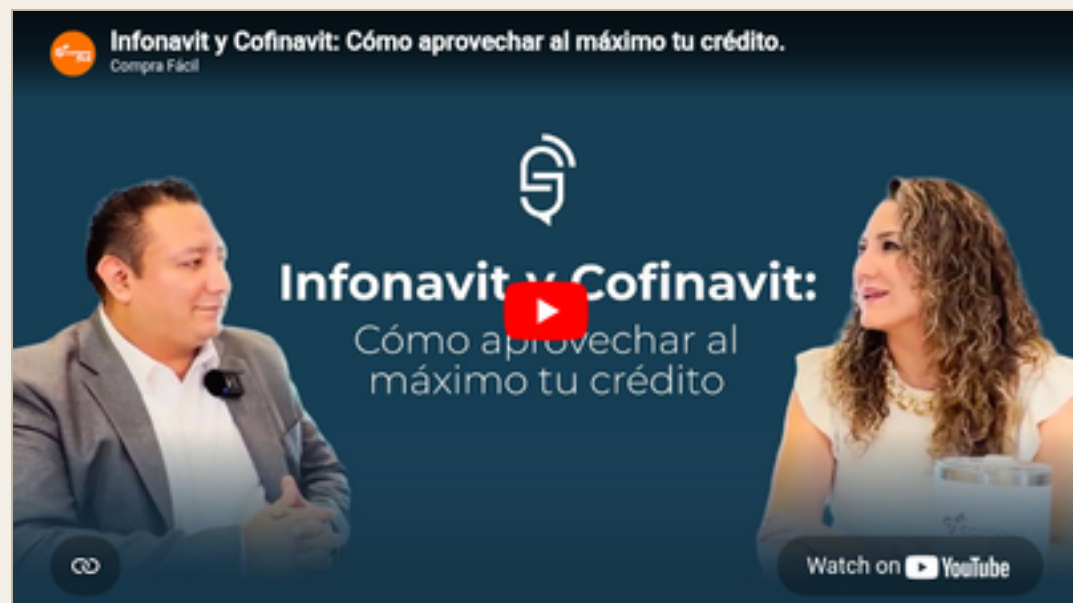 Infonavit y Cofinavit: Cómo aprovechar al máximo tu crédito.
Compra Fácil
Infonavit y Cofinavit:
Cómo aprovechar al
máximo tu crédito
Watch on YouTube